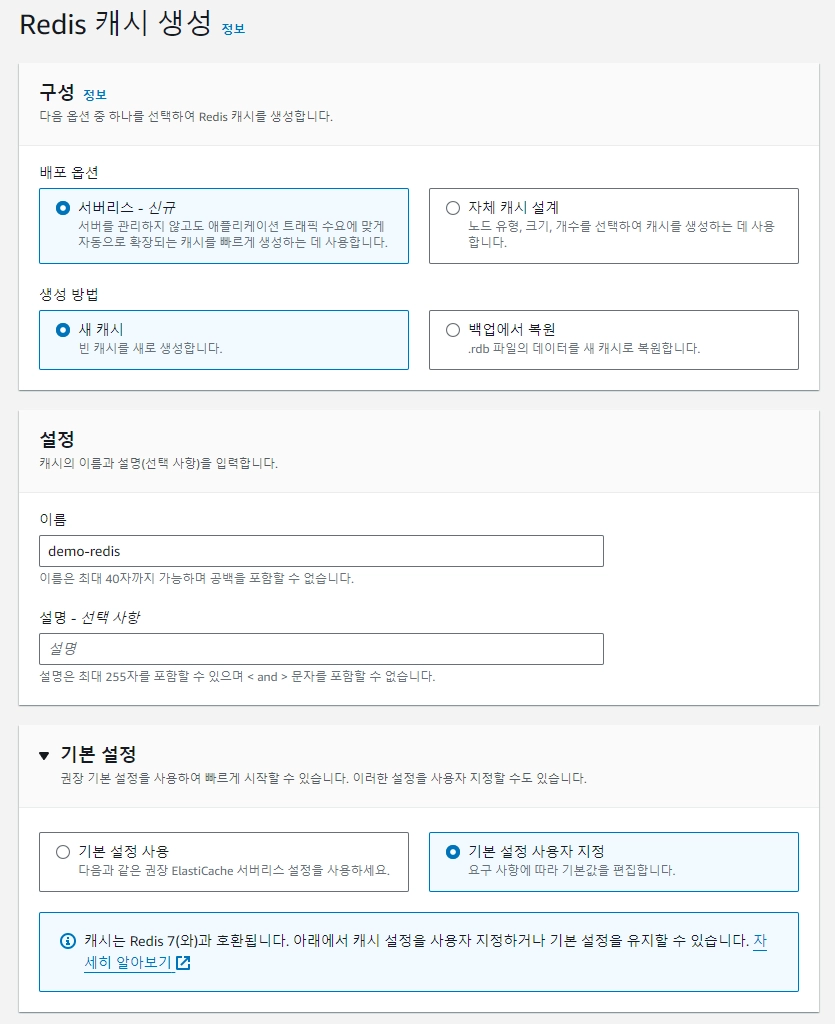 Redis 캐시 생성 정보
구성 정보
다음 옵션 중 하나를 선택하여 Redis 캐시를 생성합니다.
배포 옵션
서버리스 - 신규
서버를 관리하지 않고도 애플리케이션 트래픽 수요에 맞게
자동으로 확장되는 캐시를 빠르게 생성하는 데 사용합니다.
자체 캐시 설계
노드 유형, 크기, 개수를 선택하여 캐시를 생성하는 데 사용
합니다.
생성 방법
새 캐시
빈 캐시를 새로 생성합니다.
백업에서 복원
.rdb 파일의 데이터를 새 캐시로 복원합니다.
설정
캐시의 이름과 설명(선택 사항)을 입력합니다.
이름
demo-redis
이름은 최대 40자까지 가능하며 공백을 포함할 수 없습니다.
설명 - 선택 사항
설명
설명은 최대 255자를 포함할 수 있으며 < and > 문자를 포함할 수 없습니다.
기본 설정
권장 기본 설정을 사용하여 빠르게 시작할 수 있습니다. 이러한 설정을 사용자 지정할 수도 있습니다.
기본 설정 사용
다음과 같은 권장 ElastiCache 서버리스 설정을 사용하세요.
기본 설정 사용자 지정
요구 사항에 따라 기본값을 편집합니다.
캐시는 Redis 7(와)과 호환됩니다. 아래에서 캐시 설정을 사용자 지정하거나 기본 설정을 유지할 수 있습니다. 자
세히 알아보기